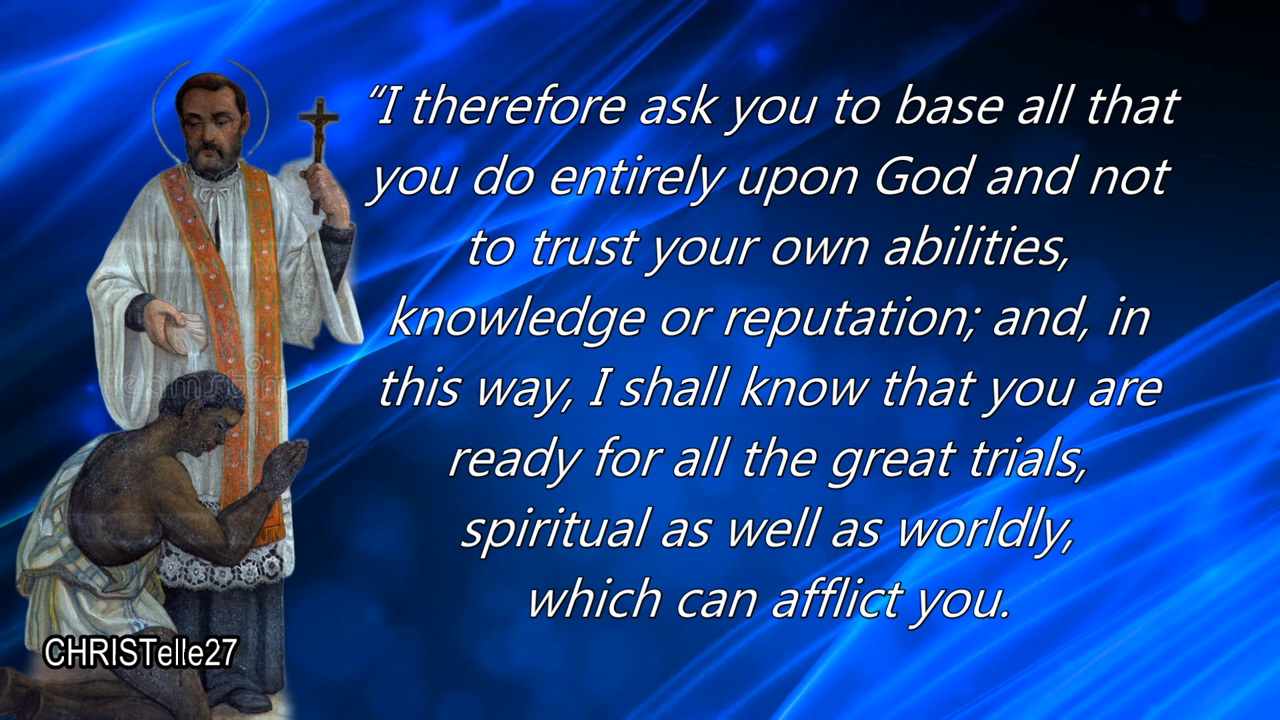 “I therefore ask you to base all that
you do entirely upon God and not
to trust your own abilities,
knowledge or reputation; and, in
this way, I shall know that you are
ready for all the great trials,
spiritual as well as worldly,
which can afflict you.
CHRISTelle27